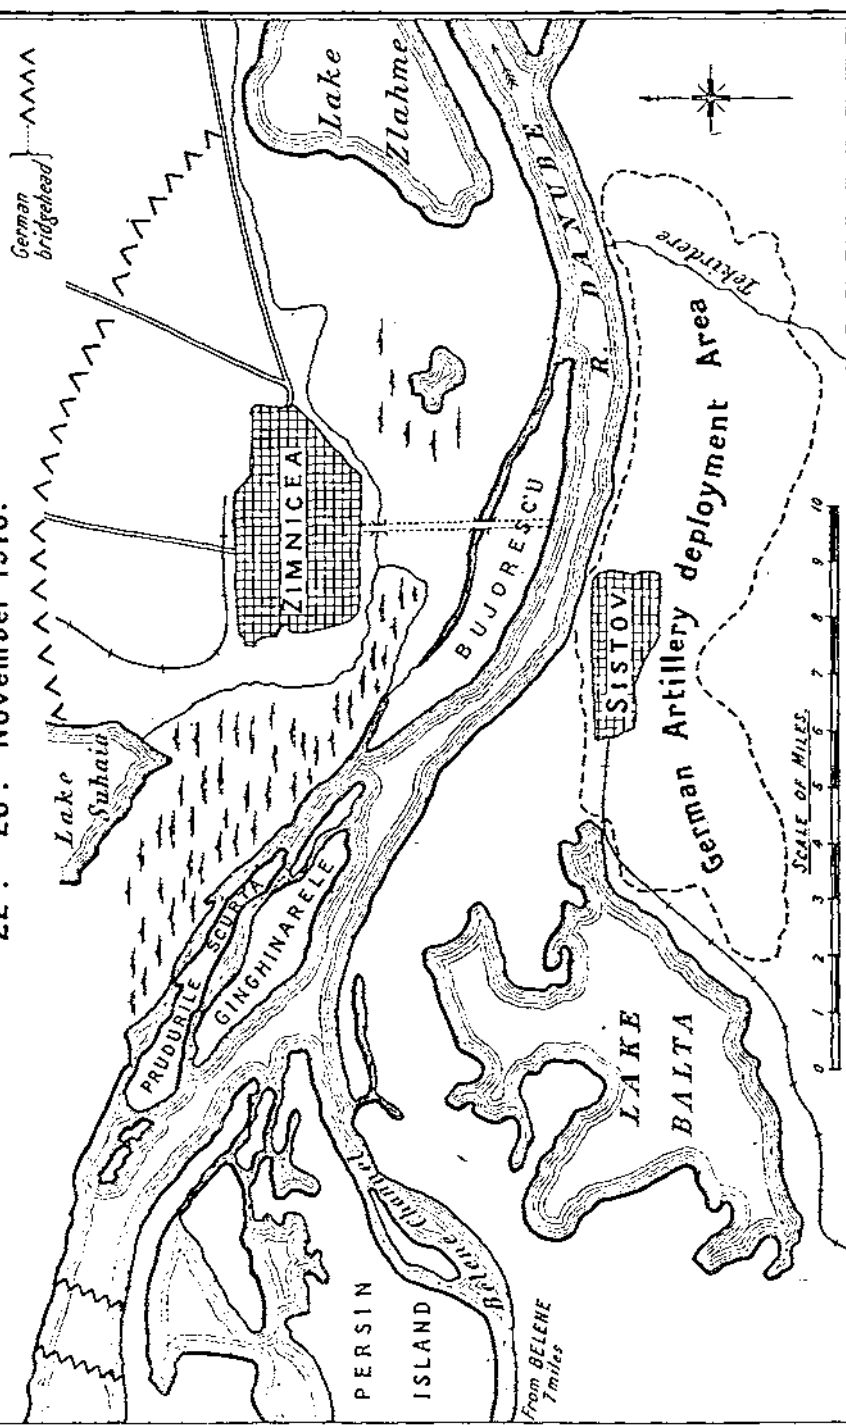 22. - 26. November 1916.
German
bridgehead
Lake
Suhaia
Lake
Zlahme
ZIMNICEA
R. DANUBE
BUJORESC'U
PRUDURILE
SCURTA
GINGHINARELE
SISTOV
Tekirdere
German Artillery deployment Area
LAKE
BALTA
PERSIN
ISLAND
Belene Channel
From BELENE
7 miles
SCALE OF MILES.
0 1 2 3 4 5 6 7 8 9 10